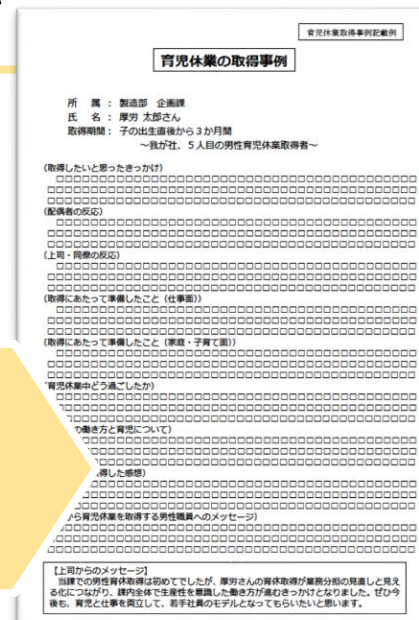 育児休業取得事例記載例
育児休業の取得事例
所　属 ： 製造部 企画課
氏　名 ： 厚労 太郎さん
取得期間： 子の出生直後から３か月間
～我が社、５人目の男性育児休業取得者～
(取得したいと思ったきっかけ)
(配偶者の反応)
(上司・同僚の反応)
(取得にあたって準備したこと（仕事面）)
(取得にあたって準備したこと（家庭・子育て面）)
育児休業中どう過ごしたか)
の働き方と育児について)
得した感想)
から育児休業を取得する男性職員へのメッセージ)
【上司からのメッセージ】
当課での男性育休取得は初めてでしたが、厚労さんの育休取得が業務分担の見直しと見え
る化につながり、課内全体で生産性を意識した働き方が進むきっかけとなりました。ぜひ今
後も、育児と仕事を両立して、若手社員のモデルとなってもらいたいと思います。